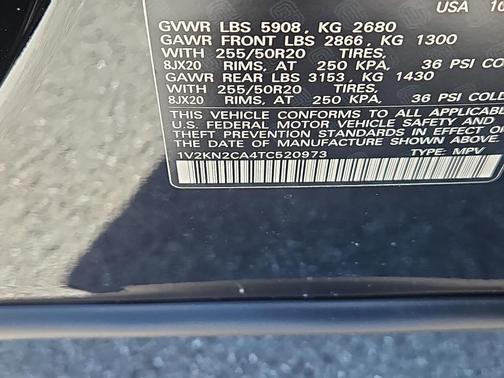 USA 10
GVWR LBS 5908, KG 2680
GAWR FRONT LBS 2866, KG 1300
WITH 255/50R20 TIRES,
8JX20 RIMS, AT 250 KPA, 36 PSI COLD
GAWR REAR LBS 3153, KG 1430
WITH 255/50R20 TIRES,
8JX20 RIMS, AT 250 KPA, 36 PSI COLD
THIS VEHICLE CONFORMS TO ALL APPLICAB
U.S. FEDERAL MOTOR VEHICLE SAFETY AND
THEFT PREVENTION STANDARDS IN EFFECT O
THE DATE OF MANUFACTURE SHOWN ABOVE.
1V2KN2CA4TC520973 TYPE: MPV